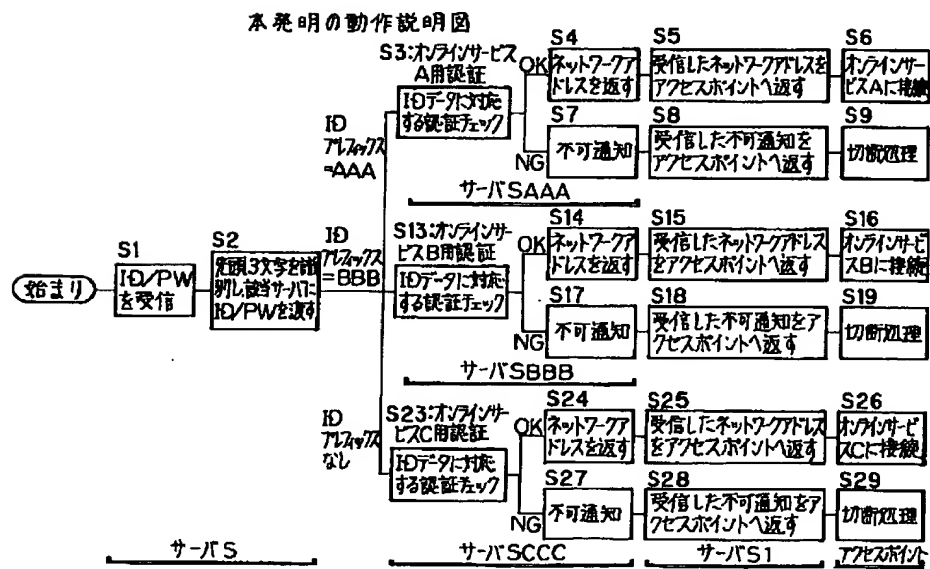 本発明の動作説明図
S3:オンラインサービス
A用認証
IDデータに対応
する認証チェック
ID
プレフィックス
=AAA
OK
S4
ネットワークア
ドレスを返す
S5
受信したネットワークアドレスを
アクセスポイントへ返す
S6
オンラインサー
ビスAに接続
NG
S7
不可通知
S8
受信した不可通知をア
クセスポイントへ返す
S9
切断処理
サーバSAAA
始まり
S1
ID/PW
を受信
S2
先頭3文字を識
別し、該当サーバに
ID/PWを渡す
ID
プレフィックス
=BBB
S13:オンラインサー
ビスB用認証
IDデータに対応
する認証チェック
OK
S14
ネットワークア
ドレスを返す
S15
受信したネットワークアドレス
をアクセスポイントへ返す
S16
オンラインサー
ビスBに接続
NG
S17
不可通知
S18
受信した不可通知をア
クセスポイントへ返す
S19
切断処理
サーバSBBB
ID
プレフィックス
なし
S23:オンラインサー
ビスC用認証
IDデータに対応
する認証チェック
OK
S24
ネットワークア
ドレスを返す
S25
受信したネットワークアドレス
をアクセスポイントへ返す
S26
オンラインサー
ビスCに接続
NG
S27
不可通知
S28
受信した不可通知をア
クセスポイントへ返す
S29
切断処理
サーバS
サーバSCCC
サーバS1
アクセスポイント